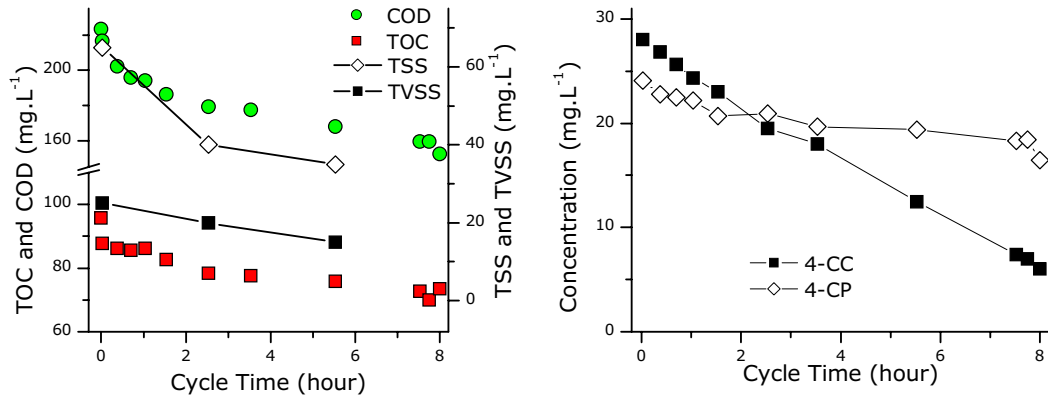 COD
TOC
TSS
TVSS
200
160
100
80
60
TOC and COD (mg.L⁻¹)
60
40
20
0
TSS and TVSS (mg.L⁻¹)
0 2 4 6 8
Cycle Time (hour)
30
20
10
0
Concentration (mg.L⁻¹)
4-CC
4-CP
0 2 4 6 8
Cycle Time (hour)